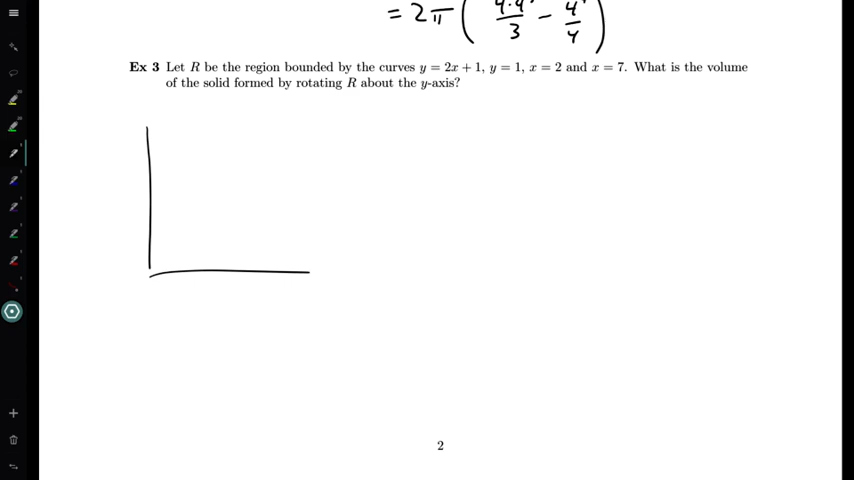 = 2π ( 4·4 / 3 − 4 / 4 )
Ex 3 Let R be the region bounded by the curves y = 2x + 1, y = 1, x = 2 and x = 7. What is the volume
of the solid formed by rotating R about the y-axis?
2